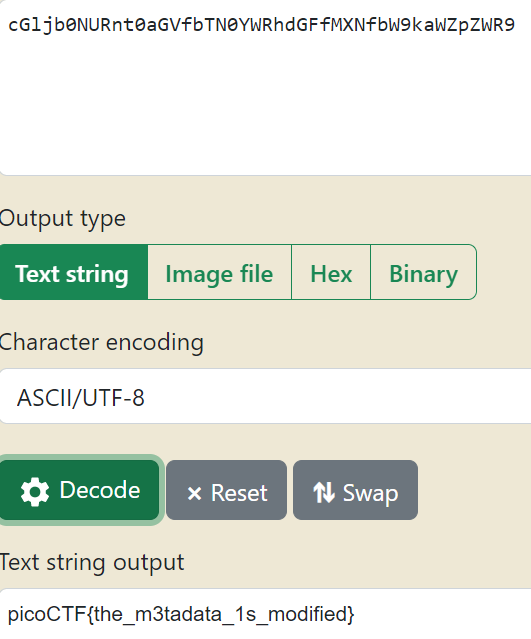 cGljb0NURnt0aGVfbTN0YWRhdGFfMXNfbW9kaWZpZWR9
Output type
Text string
Image file
Hex
Binary
Character encoding
ASCII/UTF-8
Decode
× Reset
Swap
Text string output
picoCTF{the_m3tadata_1s_modified}